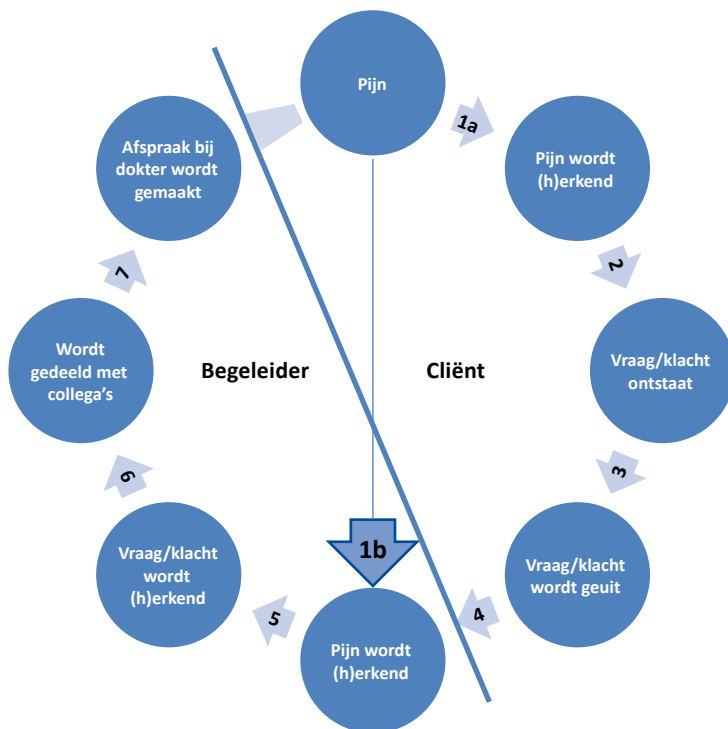 Pijn
1a
Pijn wordt
(h)erkend
2
Vraag/klacht
ontstaat
3
Vraag/klacht
wordt geuit
4
1b
Pijn wordt
(h)erkend
5
Vraag/klacht
wordt
(h)erkend
6
Wordt
gedeeld met
collega's
7
Afspraak bij
dokter wordt
gemaakt
Begeleider
Cliënt